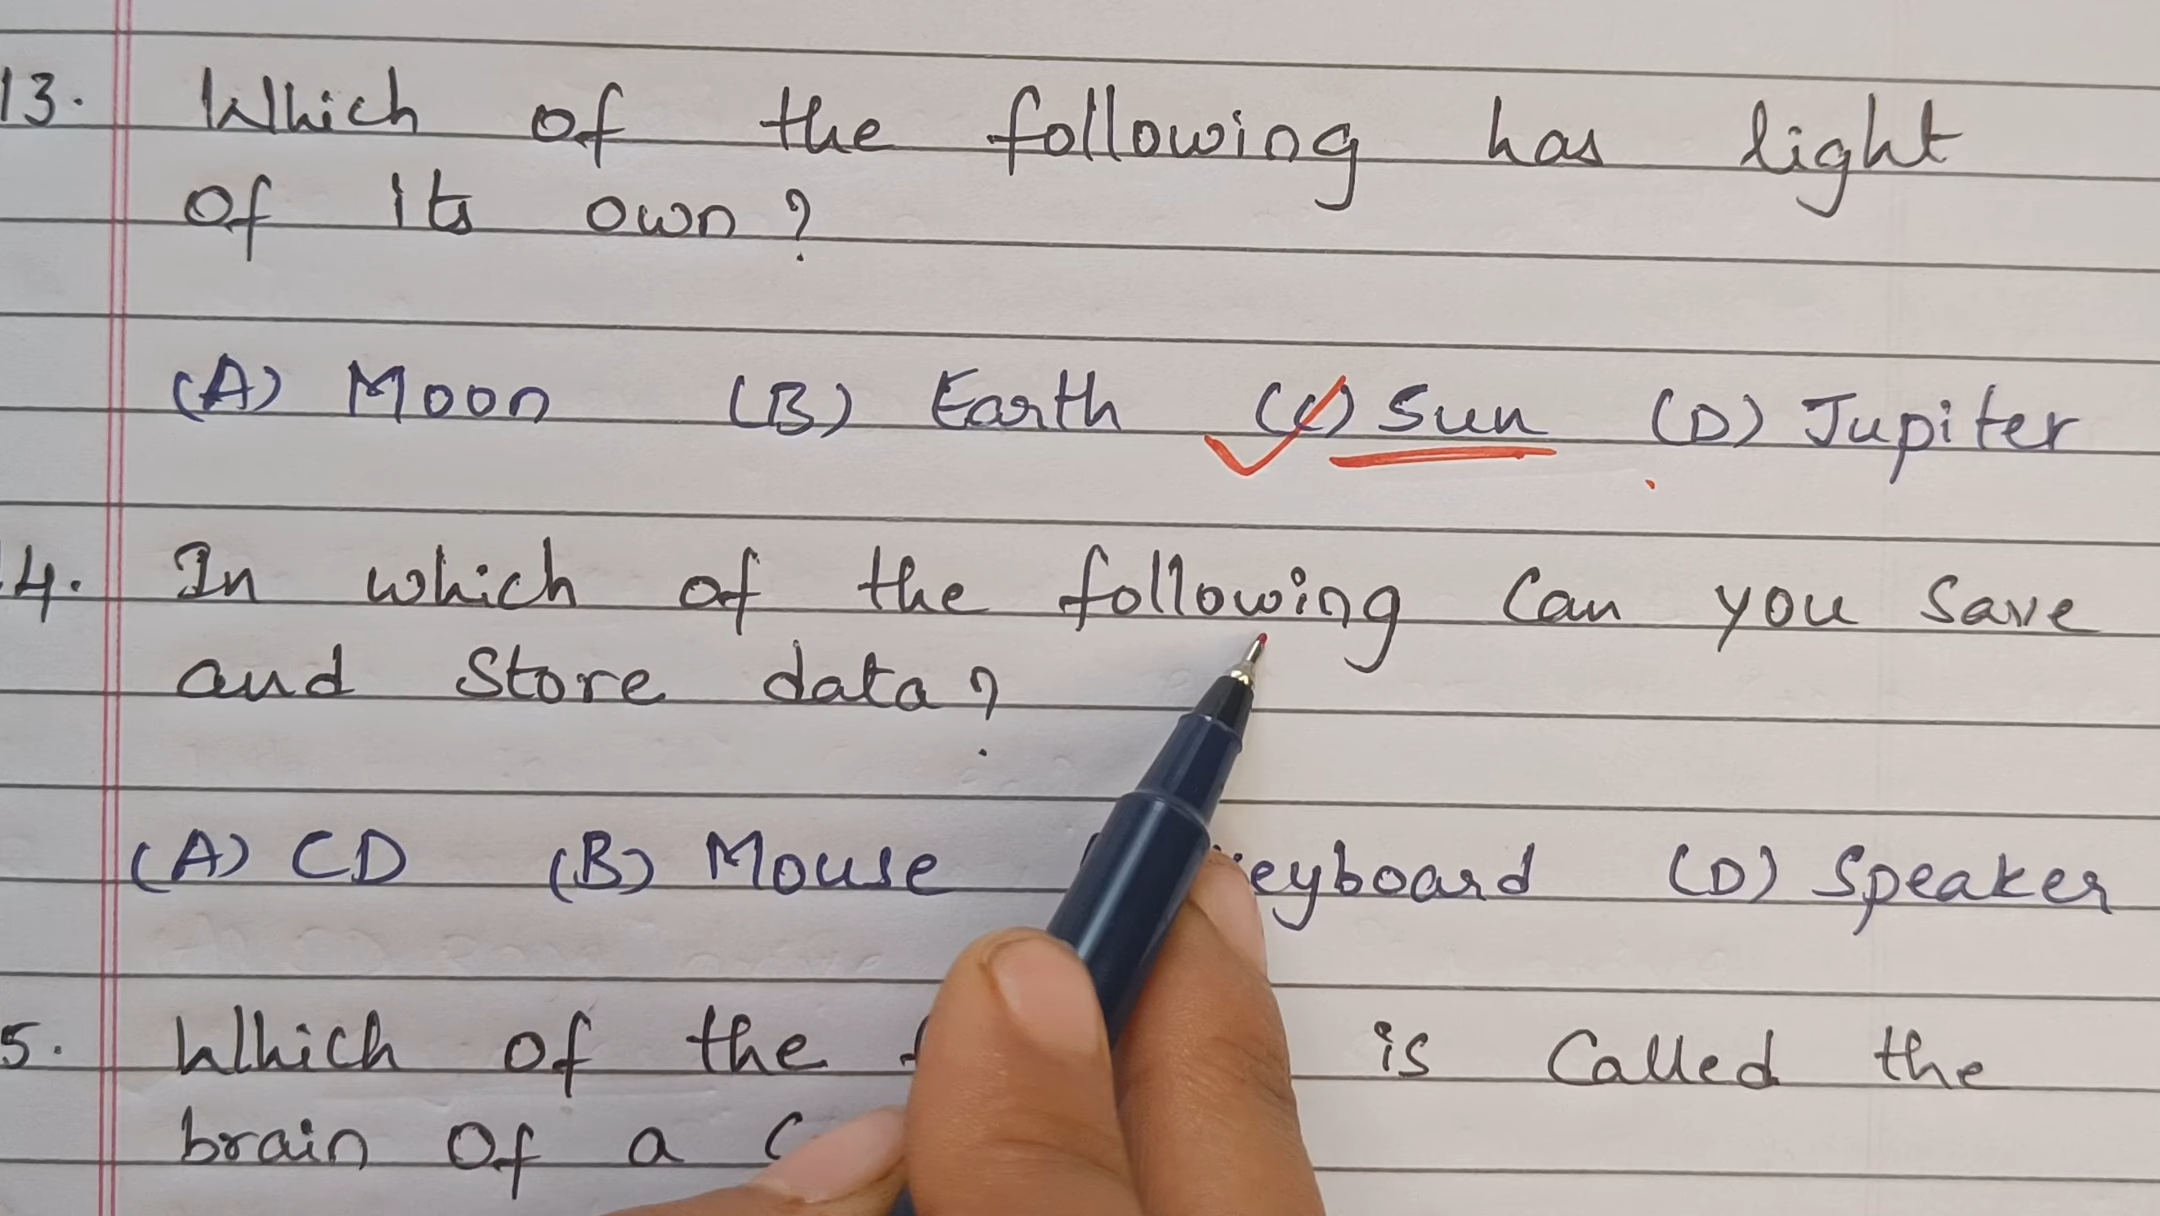 13. Which of the following has light
of its own?
(A) Moon (B) Earth (C) Sun (D) Jupiter
4. In which of the following can you save
and store data?
(A) CD (B) Mouse eyboard (D) Speaker
5. Which of the is called the
brain of a